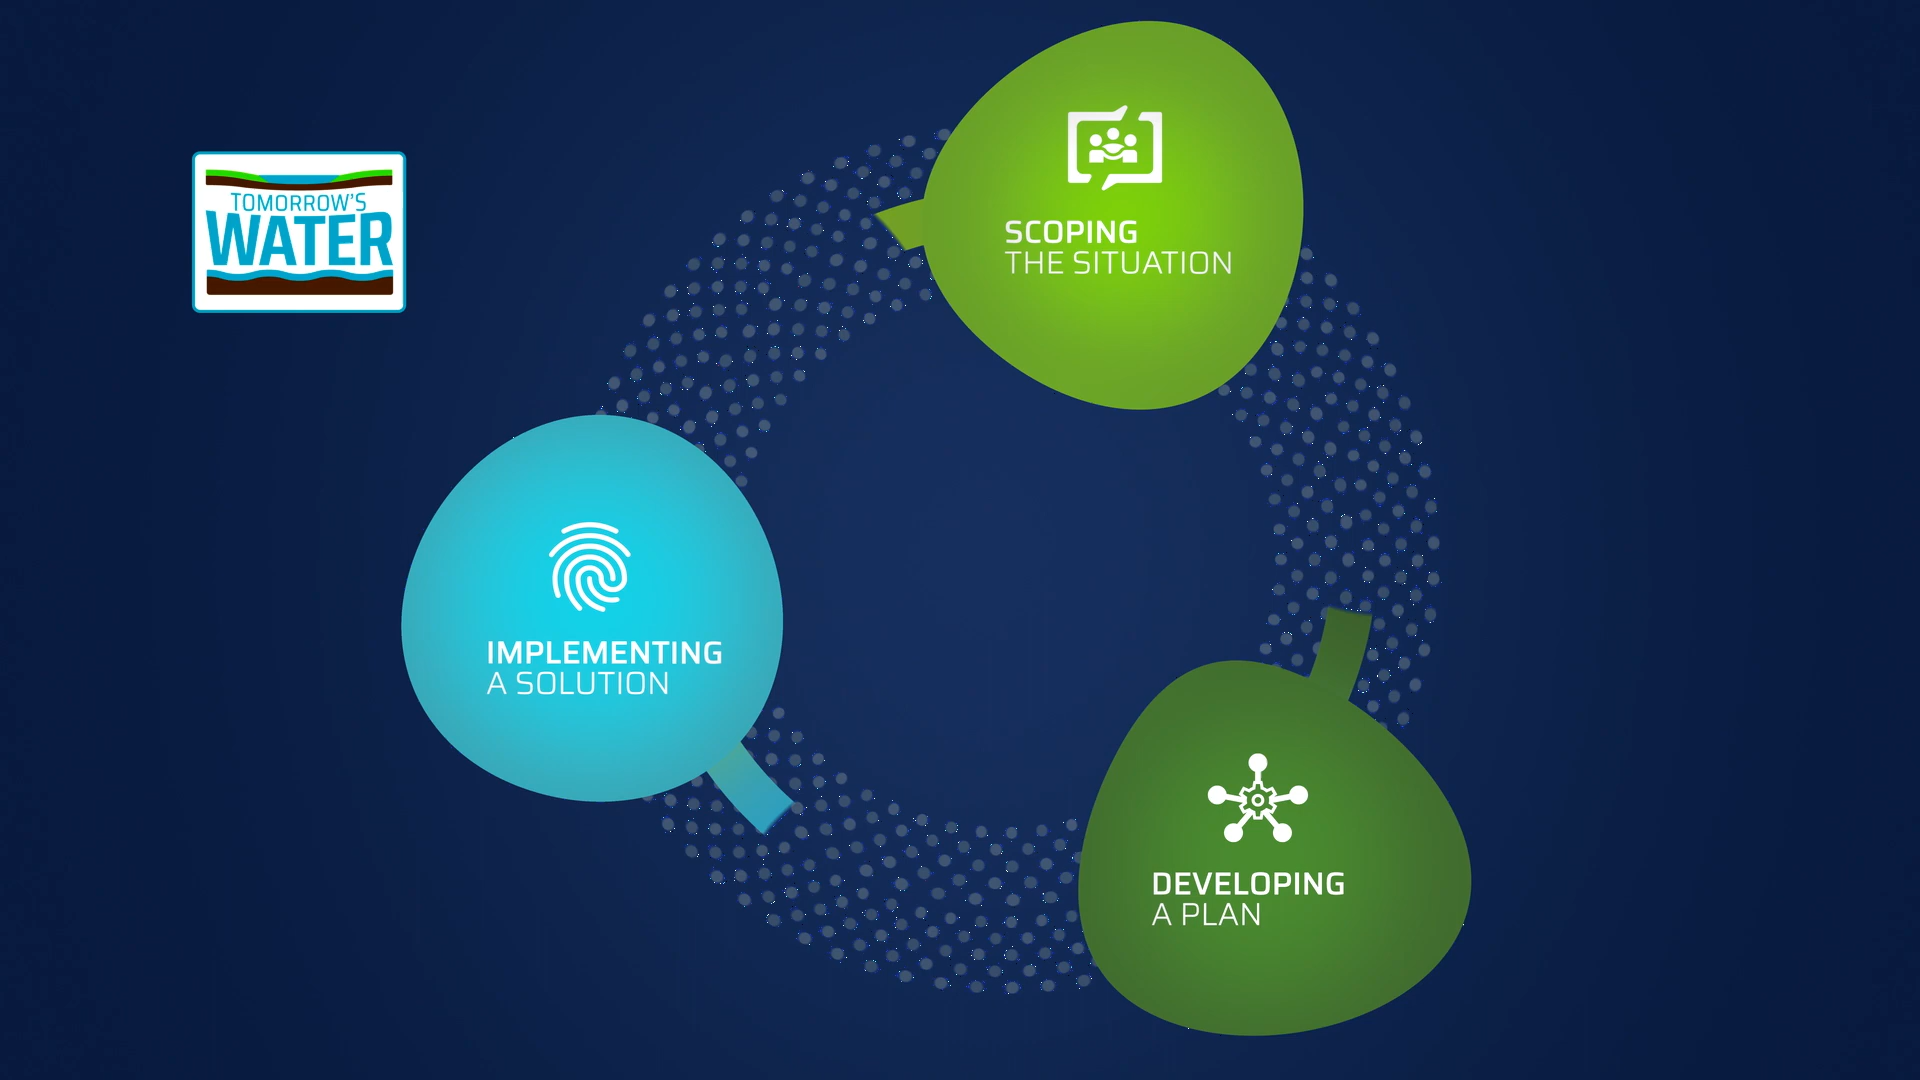 TOMORROW'S
WATER
SCOPING
THE SITUATION
IMPLEMENTING
A SOLUTION
DEVELOPING
A PLAN